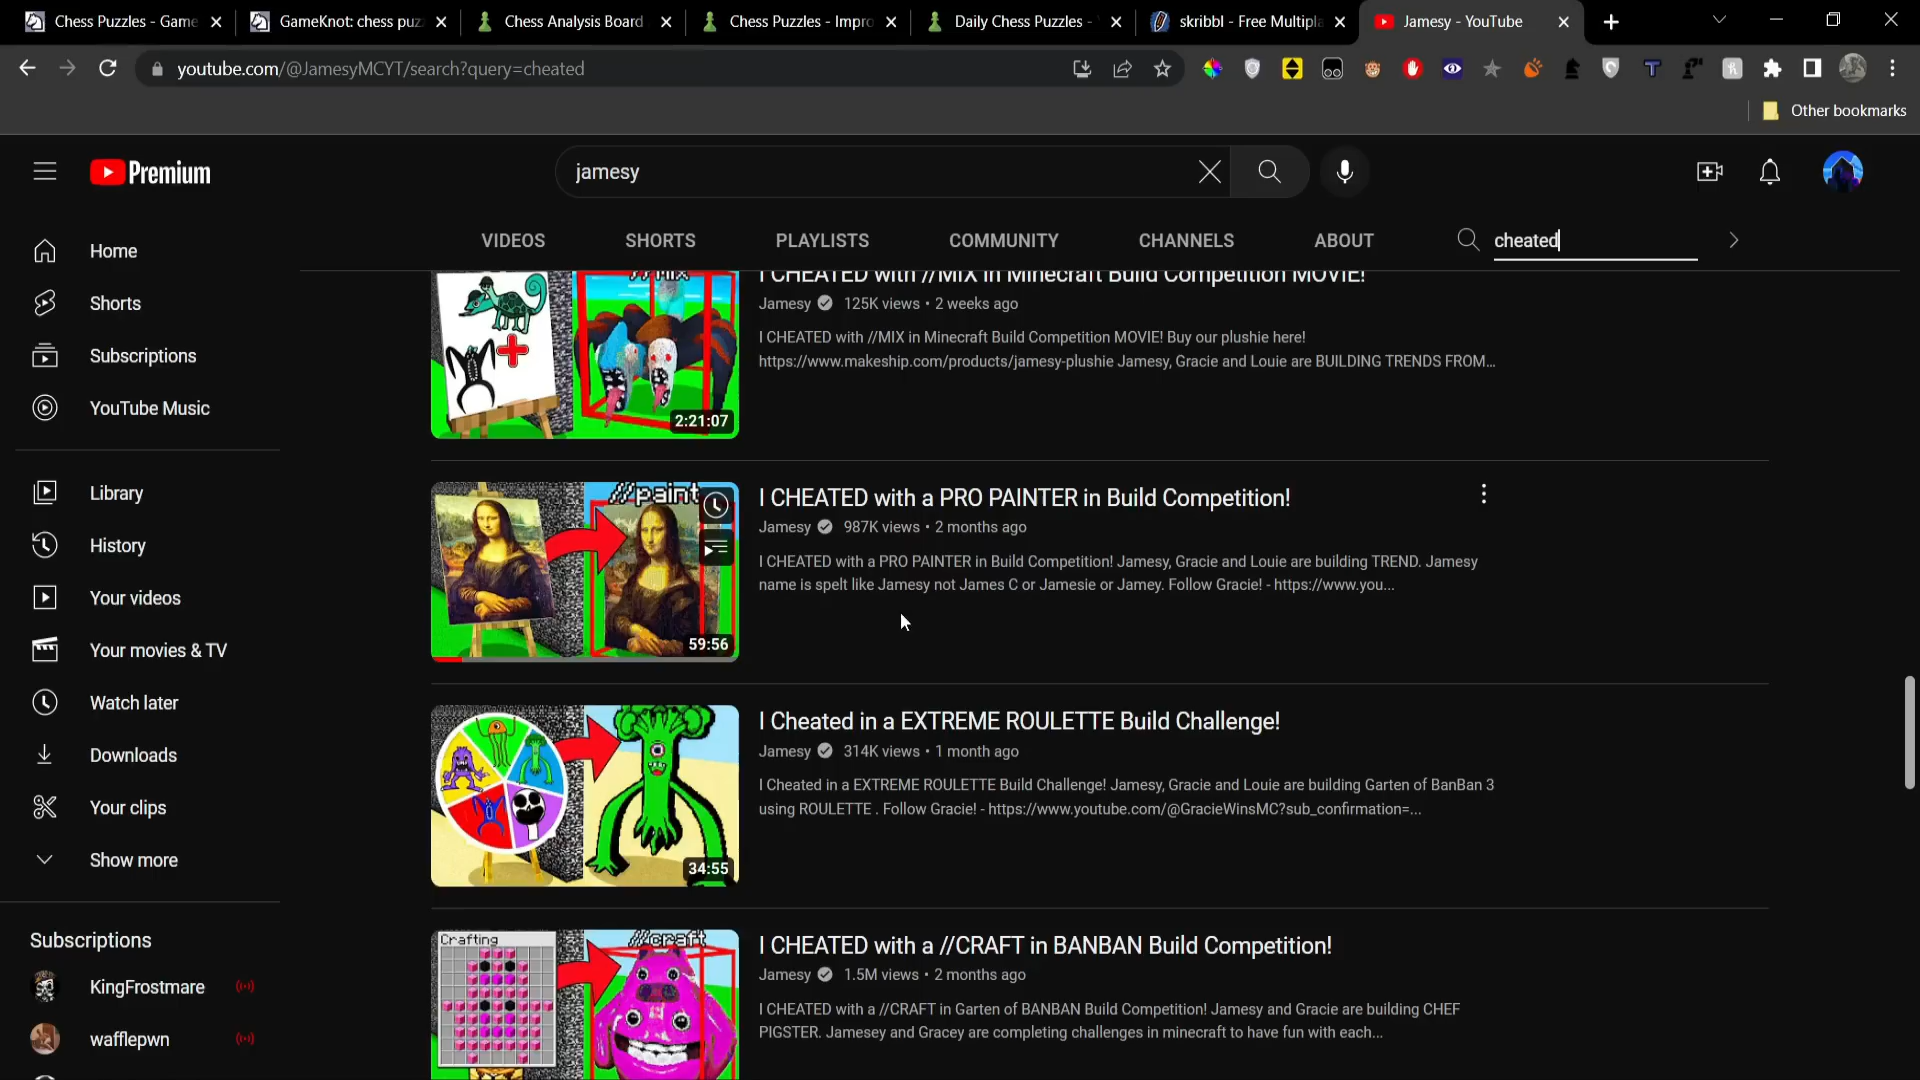 Chess Puzzles - Game
GameKnot: chess puz
Chess Analysis Board
Chess Puzzles - Impro
Daily Chess Puzzles -
skribbl - Free Multipla
Jamesy - YouTube
youtube.com/@JamesyMCYT/search?query=cheated
Other bookmarks
Premium
jamesy
VIDEOS
SHORTS
PLAYLISTS
COMMUNITY
CHANNELS
ABOUT
cheated
Home
Shorts
Subscriptions
YouTube Music
Library
History
Your videos
Your movies & TV
Watch later
Downloads
Your clips
Show more
Subscriptions
KingFrostmare
wafflepwn
//MIX
2:21:07
I CHEATED with //MIX in Minecraft Build Competition MOVIE!
Jamesy 125K views • 2 weeks ago
I CHEATED with //MIX in Minecraft Build Competition MOVIE! Buy our plushie here!
https://www.makeship.com/products/jamesy-plushie Jamesy, Gracie and Louie are BUILDING TRENDS FROM...
//paint
59:56
I CHEATED with a PRO PAINTER in Build Competition!
Jamesy 987K views • 2 months ago
I CHEATED with a PRO PAINTER in Build Competition! Jamesy, Gracie and Louie are building TREND. Jamesy
name is spelt like Jamesy not James C or Jamesie or Jamey. Follow Gracie! - https://www.you...
34:55
I Cheated in a EXTREME ROULETTE Build Challenge!
Jamesy 314K views • 1 month ago
I Cheated in a EXTREME ROULETTE Build Challenge! Jamesy, Gracie and Louie are building Garten of BanBan 3
using ROULETTE . Follow Gracie! - https://www.youtube.com/@GracieWinsMC?sub_confirmation=...
Crafting
//craft
I CHEATED with a //CRAFT in BANBAN Build Competition!
Jamesy 1.5M views • 2 months ago
I CHEATED with a //CRAFT in Garten of BANBAN Build Competition! Jamesy and Gracie are building CHEF
PIGSTER. Jamesey and Gracey are completing challenges in minecraft to have fun with each...